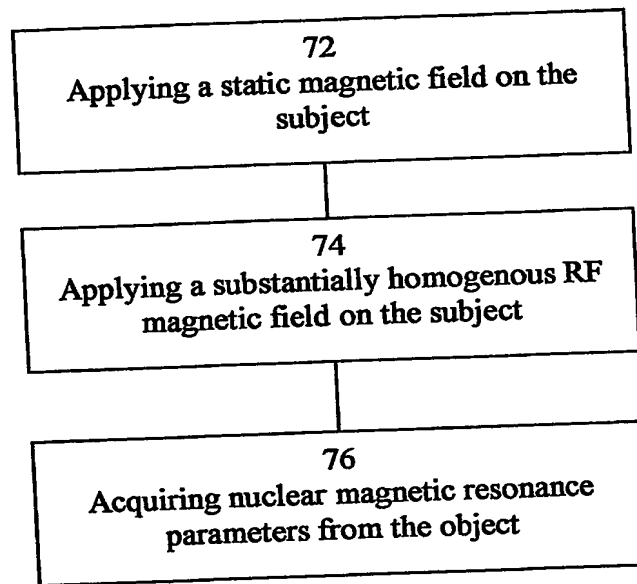 72
Applying a static magnetic field on the
subject
74
Applying a substantially homogenous RF
magnetic field on the subject
76
Acquiring nuclear magnetic resonance
parameters from the object